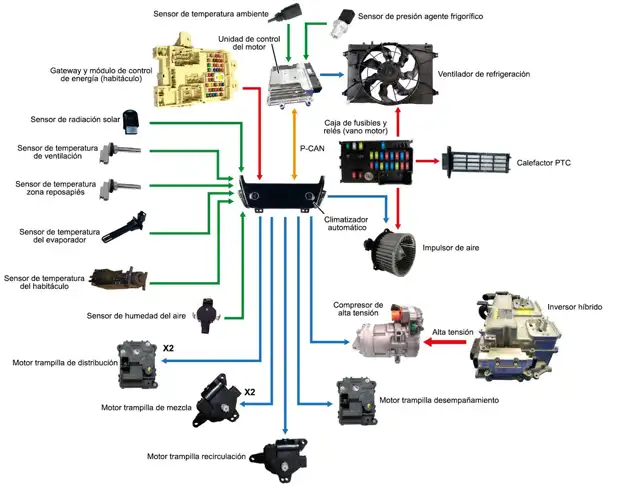 Sensor de temperatura ambiente
Sensor de presión agente frigorífico
Unidad de control
del motor
Gateway y módulo de control
de energía (habitáculo)
Ventilador de refrigeración
Sensor de radiación solar
Caja de fusibles y
relés (vano motor)
Sensor de temperatura
de ventilación
P-CAN
Calefactor PTC
Sensor de temperatura
zona reposapiés
Climatizador
automático
Sensor de temperatura
del evaporador
Impulsor de aire
Sensor de temperatura
del habitáculo
Sensor de humedad del aire
Compresor de
alta tensión
Inversor híbrido
Alta tensión
X2
Motor trampilla de distribución
X2
Motor trampilla de mezcla
Motor trampilla desempañamiento
Motor trampilla recirculación